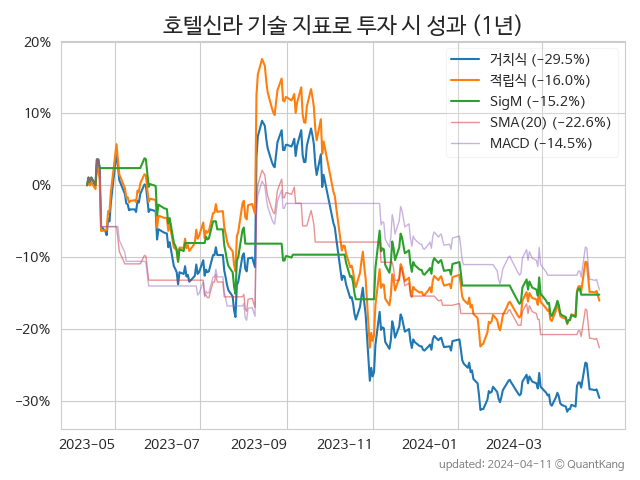 호텔신라 기술 지표로 투자 시 성과 (1년)
20%
10%
0%
−10%
−20%
−30%
거치식 (−29.5%)
적립식 (−16.0%)
SigM (−15.2%)
SMA(20) (−22.6%)
MACD (−14.5%)
2023-05 2023-07 2023-09 2023-11 2024-01 2024-03
updated: 2024-04-11 © QuantKang